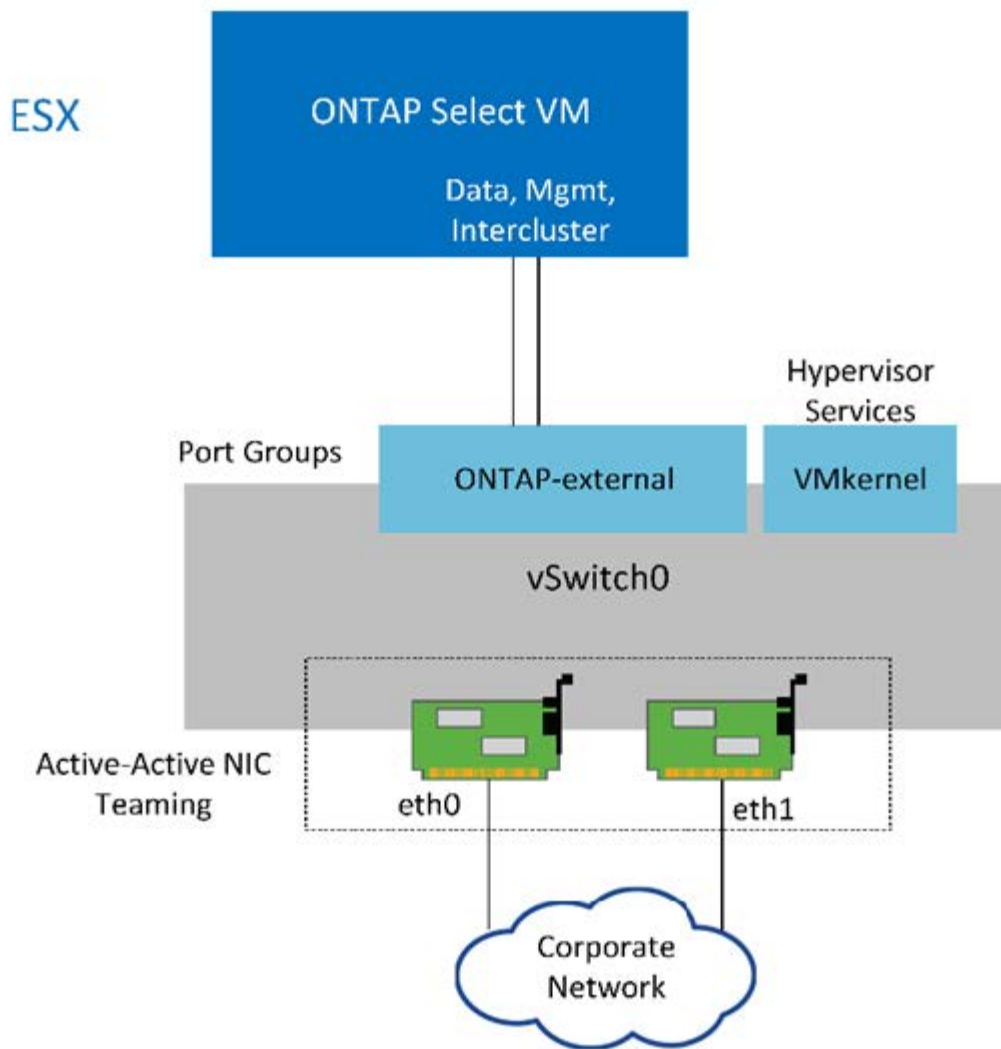 ESX
ONTAP Select VM
Data, Mgmt,
Intercluster
Hypervisor
Services
Port Groups
ONTAP-external
VMkernel
vSwitch0
Active-Active NIC
Teaming
eth0
eth1
Corporate
Network